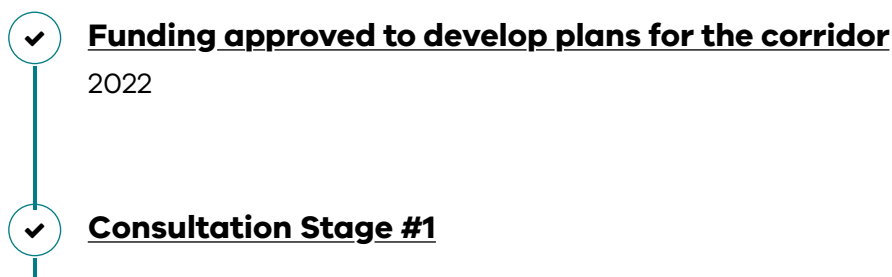 Funding approved to develop plans for the corridor
2022
Consultation Stage #1